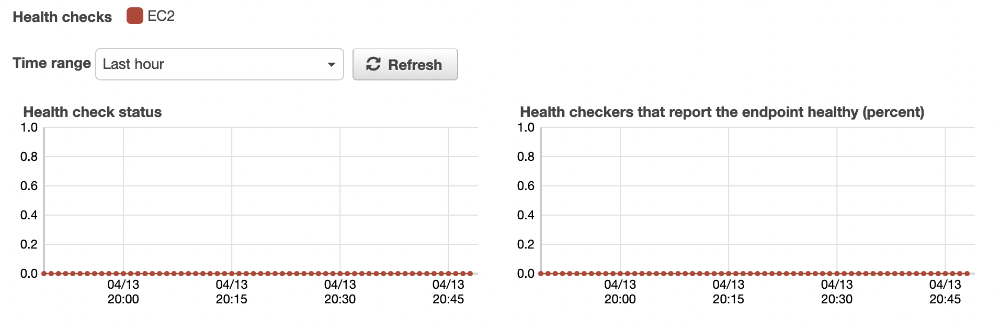 Health checks EC2
Time range Last hour Refresh
Health check status
1.0
0.8
0.6
0.4
0.2
0.0
04/13 04/13 04/13 04/13
20:00 20:15 20:30 20:45
Health checkers that report the endpoint healthy (percent)
1.0
0.8
0.6
0.4
0.2
0.0
04/13 04/13 04/13 04/13
20:00 20:15 20:30 20:45